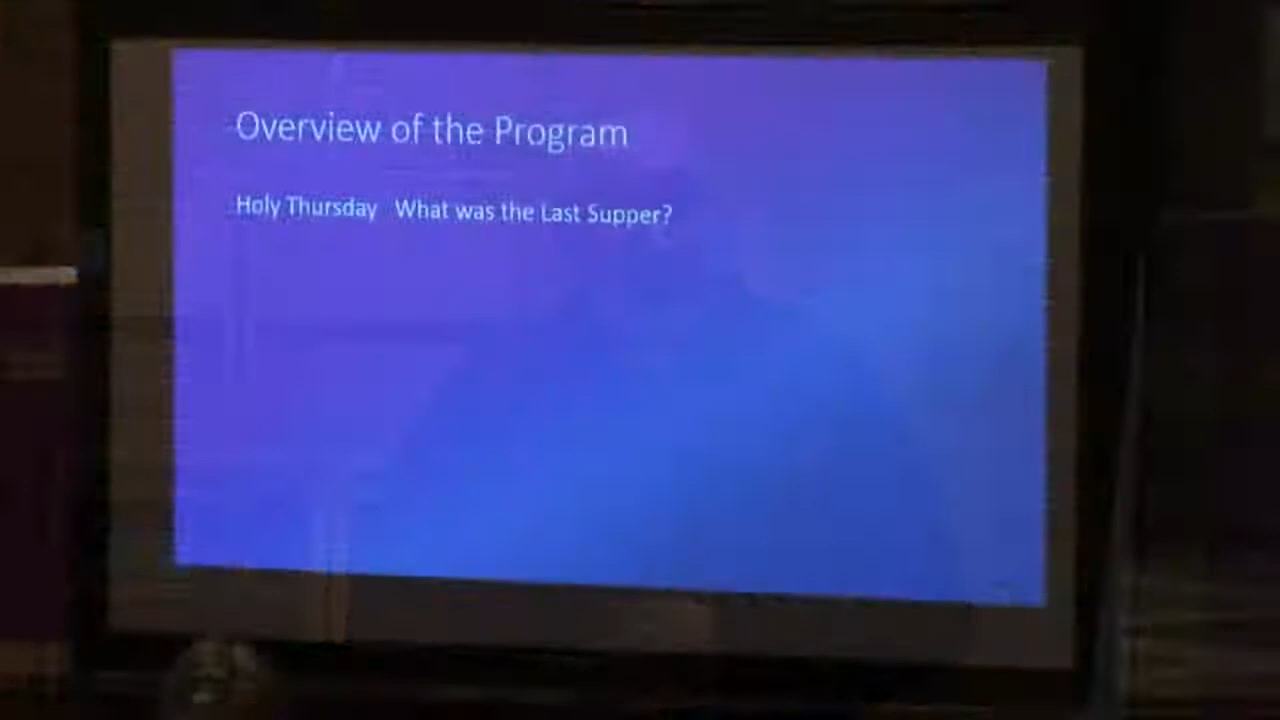 Overview of the Program
Holy Thursday What was the Last Supper?